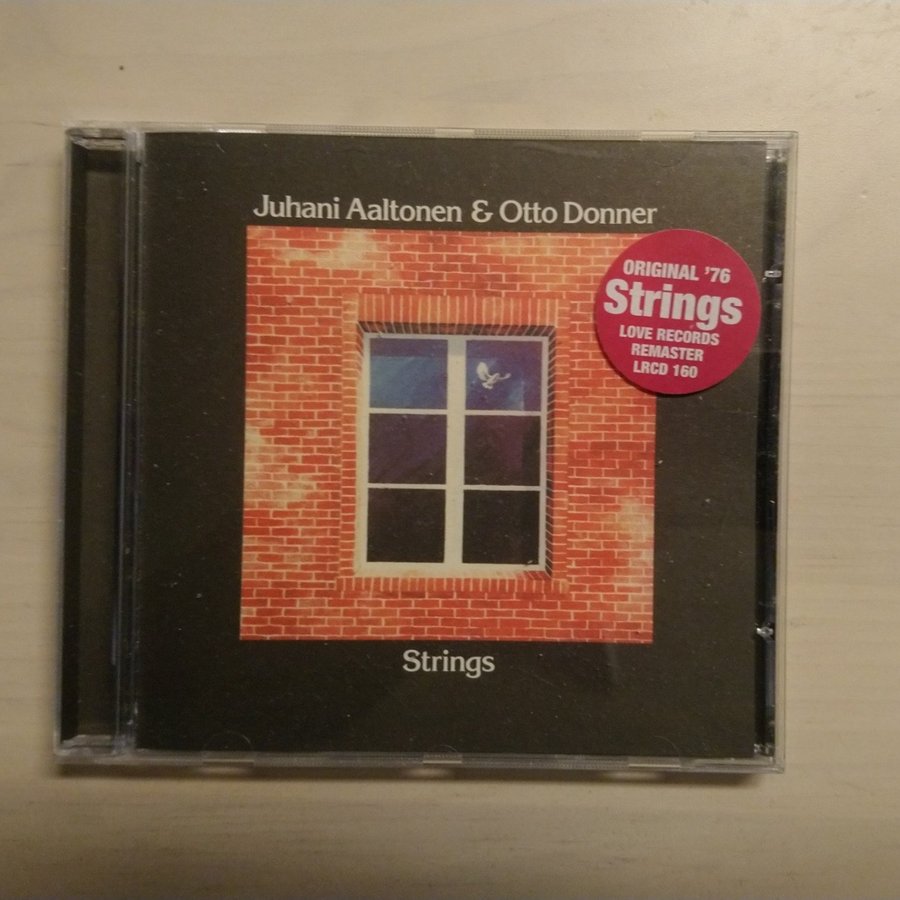 Juhani Aaltonen & Otto Donner
ORIGINAL '76
Strings
LOVE RECORDS
REMASTER
LRCD 160
Strings